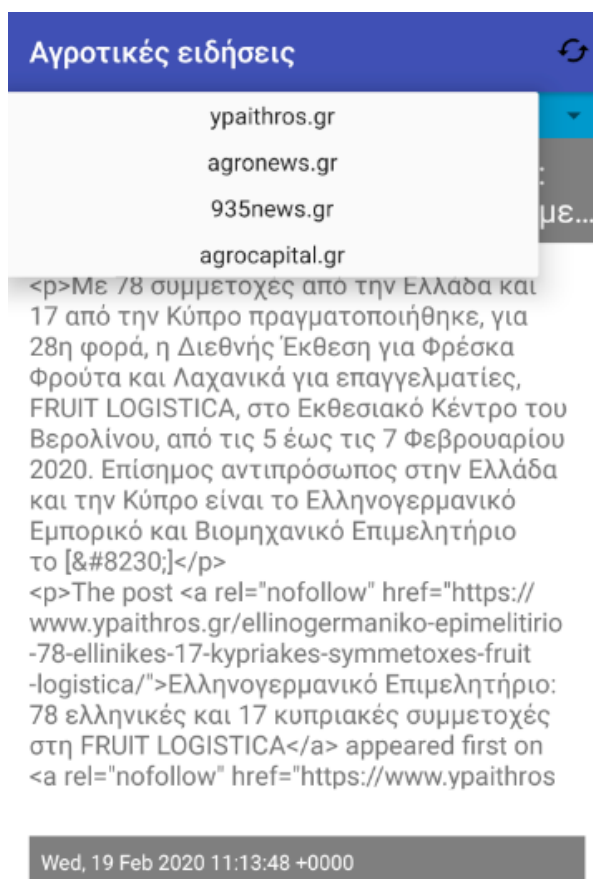 Αγροτικές ειδήσεις
ypaithros.gr
agronews.gr
935news.gr
agrocapital.gr
:
με...
<p>Με 78 συμμετοχές από την Ελλάδα και
17 από την Κύπρο πραγματοποιήθηκε, για
28η φορά, η Διεθνής Έκθεση για Φρέσκα
Φρούτα και Λαχανικά για επαγγελματίες,
FRUIT LOGISTICA, στο Εκθεσιακό Κέντρο του
Βερολίνου, από τις 5 έως τις 7 Φεβρουαρίου
2020. Επίσημος αντιπρόσωπος στην Ελλάδα
και την Κύπρο είναι το Ελληνογερμανικό
Εμπορικό και Βιομηχανικό Επιμελητήριο
το [&#8230;]</p>
<p>The post <a rel="nofollow" href="https://
www.ypaithros.gr/ellinogermaniko-epimelitirio
-78-ellinikes-17-kypriakes-symmetoxes-fruit
-logistica/">Ελληνογερμανικό Επιμελητήριο:
78 ελληνικές και 17 κυπριακές συμμετοχές
στη FRUIT LOGISTICA</a> appeared first on
<a rel="nofollow" href="https://www.ypaithros
Wed, 19 Feb 2020 11:13:48 +0000